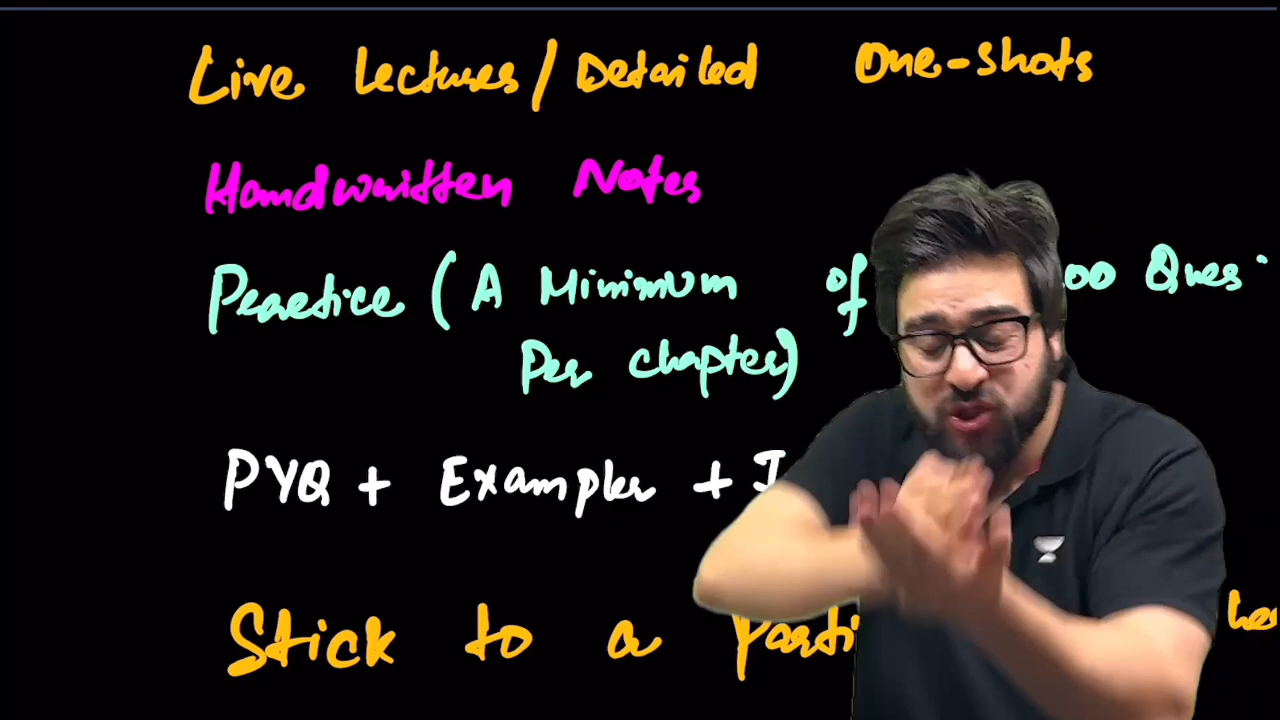 Live Lectures/Detailed One-Shots
Handwritten Notes
Practice (A Minimum of 00 Ques
Per chapter)
PYQ + Exampler +
Stick to a